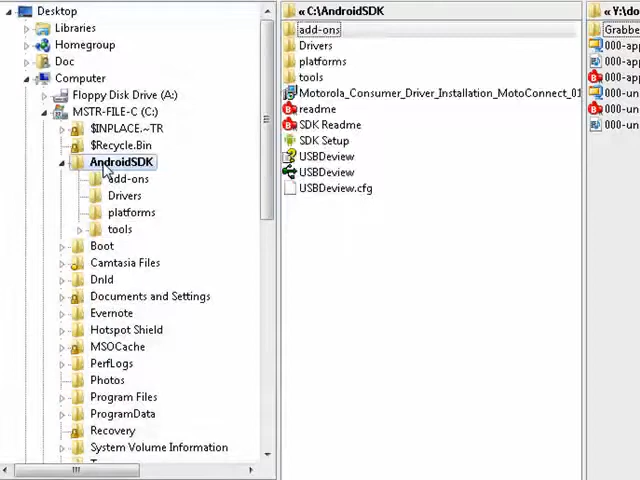 Desktop
Libraries
Homegroup
Doc
Computer
Floppy Disk Drive (A:)
MSTR-FILE-C (C:)
$INPLACE.~TR
$Recycle.Bin
AndroidSDK
add-ons
Drivers
platforms
tools
Boot
Camtasia Files
DnId
Documents and Settings
Evernote
Hotspot Shield
MSOCache
PerfLogs
Photos
Program Files
ProgramData
Recovery
System Volume Information
« C:\AndroidSDK
add-ons
Drivers
platforms
tools
Motorola_Consumer_Driver_Installation_MotoConnect_01
readme
SDK Readme
SDK Setup
USBDeview
USBDeview
USBDeview.cfg
« Y:\do
Grabbe
000-ap
000-ap
000-ap
000-un
000-un
000-un